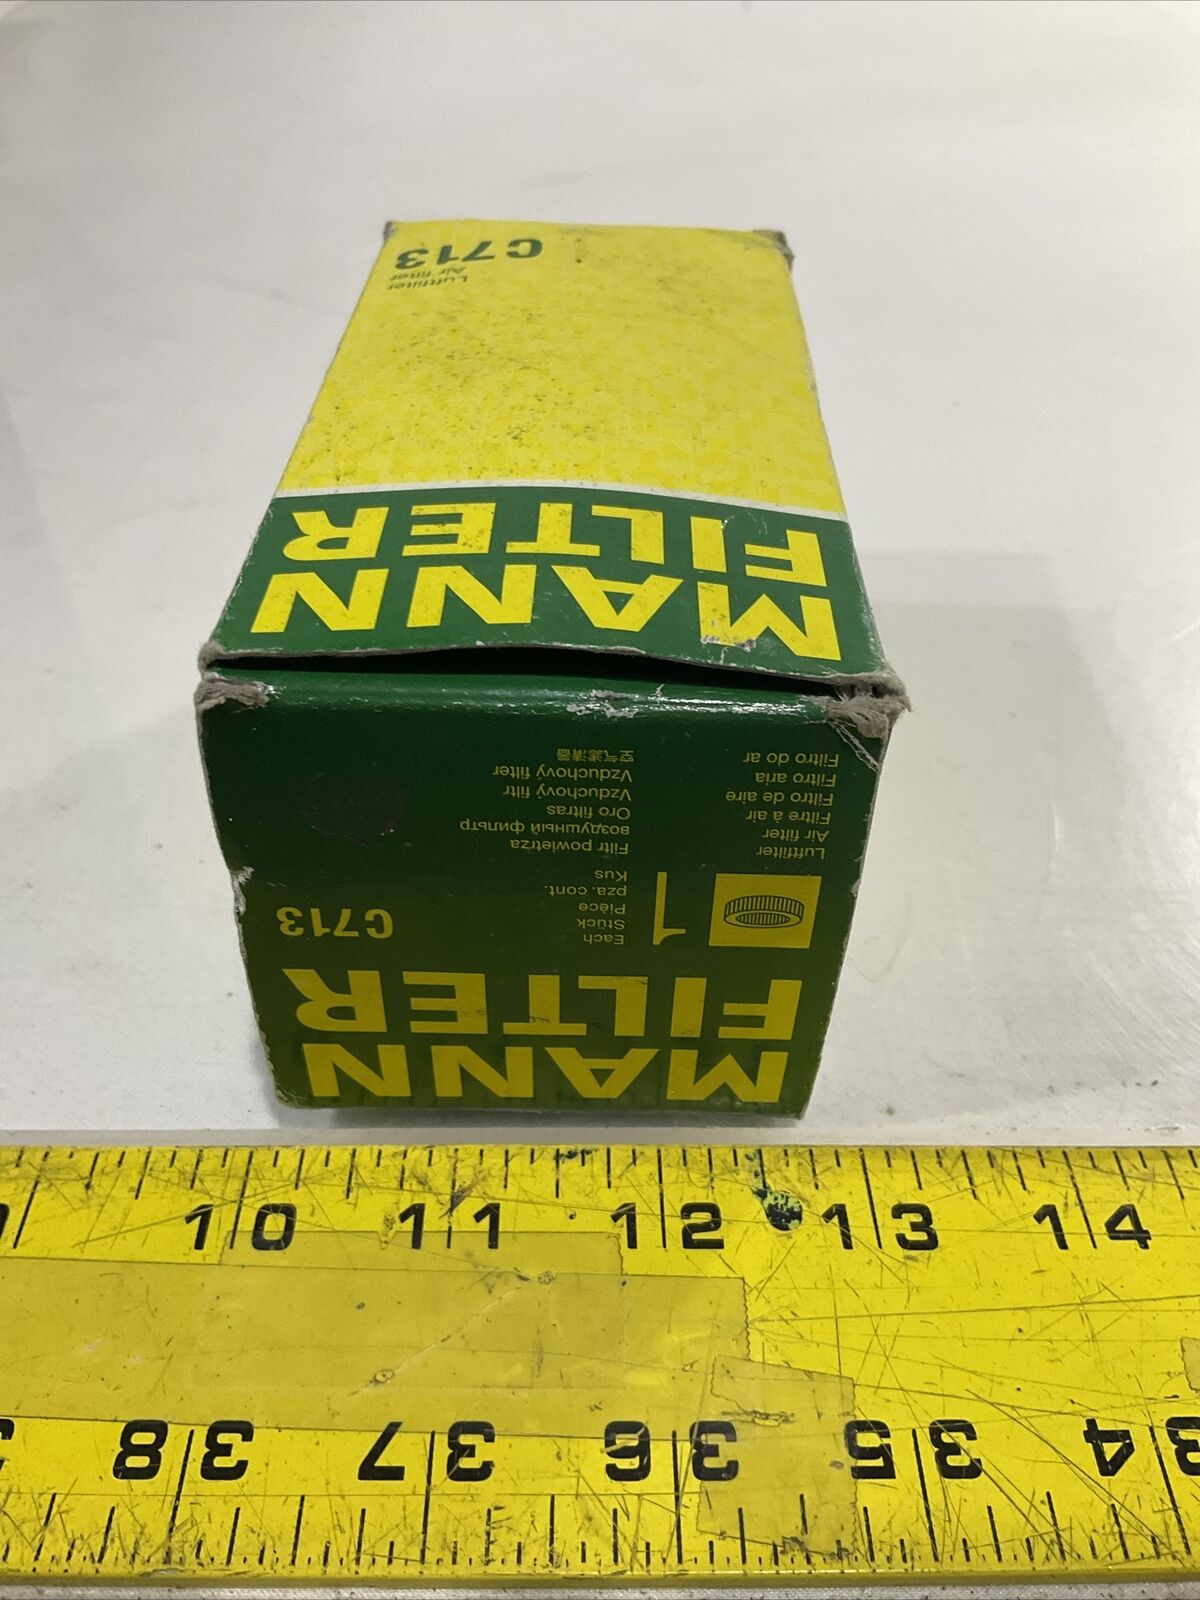 C713
Luftfilter
Air filter
MANN
FILTER
MANN
FILTER
C713
1
Each
Stück
Pièce
pza. cont.
Kus
Luftfilter
Air filter
Filtre à air
Filtro de aire
Filtro aria
Filtro do ar
Filtr powietrza
воздушный фильтр
Oro filtras
Vzduchový filtr
Vzduchový filter
空气滤清器
10 11 12 13 14
38 37 36 35 34